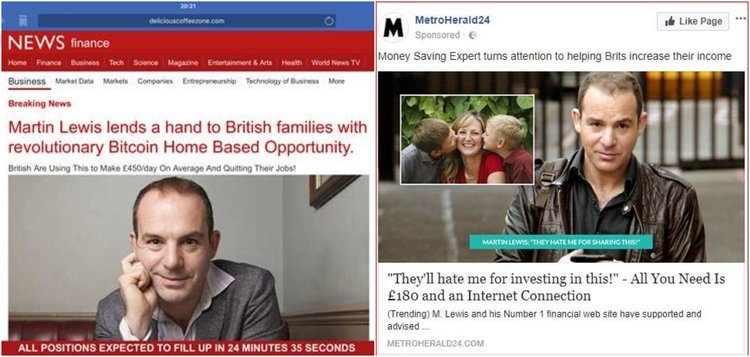 20:21
deliciouscoffeezone.com
NEWS finance
Home Finance Business Tech Science Magazine Entertainment & Arts Health World News TV
Business Market Data Markets Companies Entrepreneurship Technology of Business More
Breaking News
Martin Lewis lends a hand to British families with
revolutionary Bitcoin Home Based Opportunity.
British Are Using This to Make £450/day On Average And Quitting Their Jobs!
ALL POSITIONS EXPECTED TO FILL UP IN 24 MINUTES 35 SECONDS
M
MetroHerald24
Sponsored ·
Like Page
Money Saving Expert turns attention to helping Brits increase their income
MARTIN LEWIS: "THEY HATE ME FOR SHARING THIS!"
"They'll hate me for investing in this!" - All You Need Is
£180 and an Internet Connection
(Trending) M. Lewis and his Number 1 financial web site have supported and
advised ...
METROHERALD24.COM